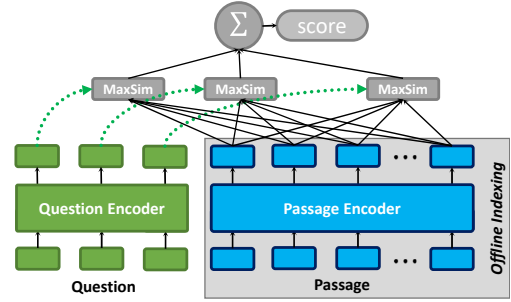 Σ
score
MaxSim
MaxSim
MaxSim
Question Encoder
Passage Encoder
Offline Indexing
Question
Passage